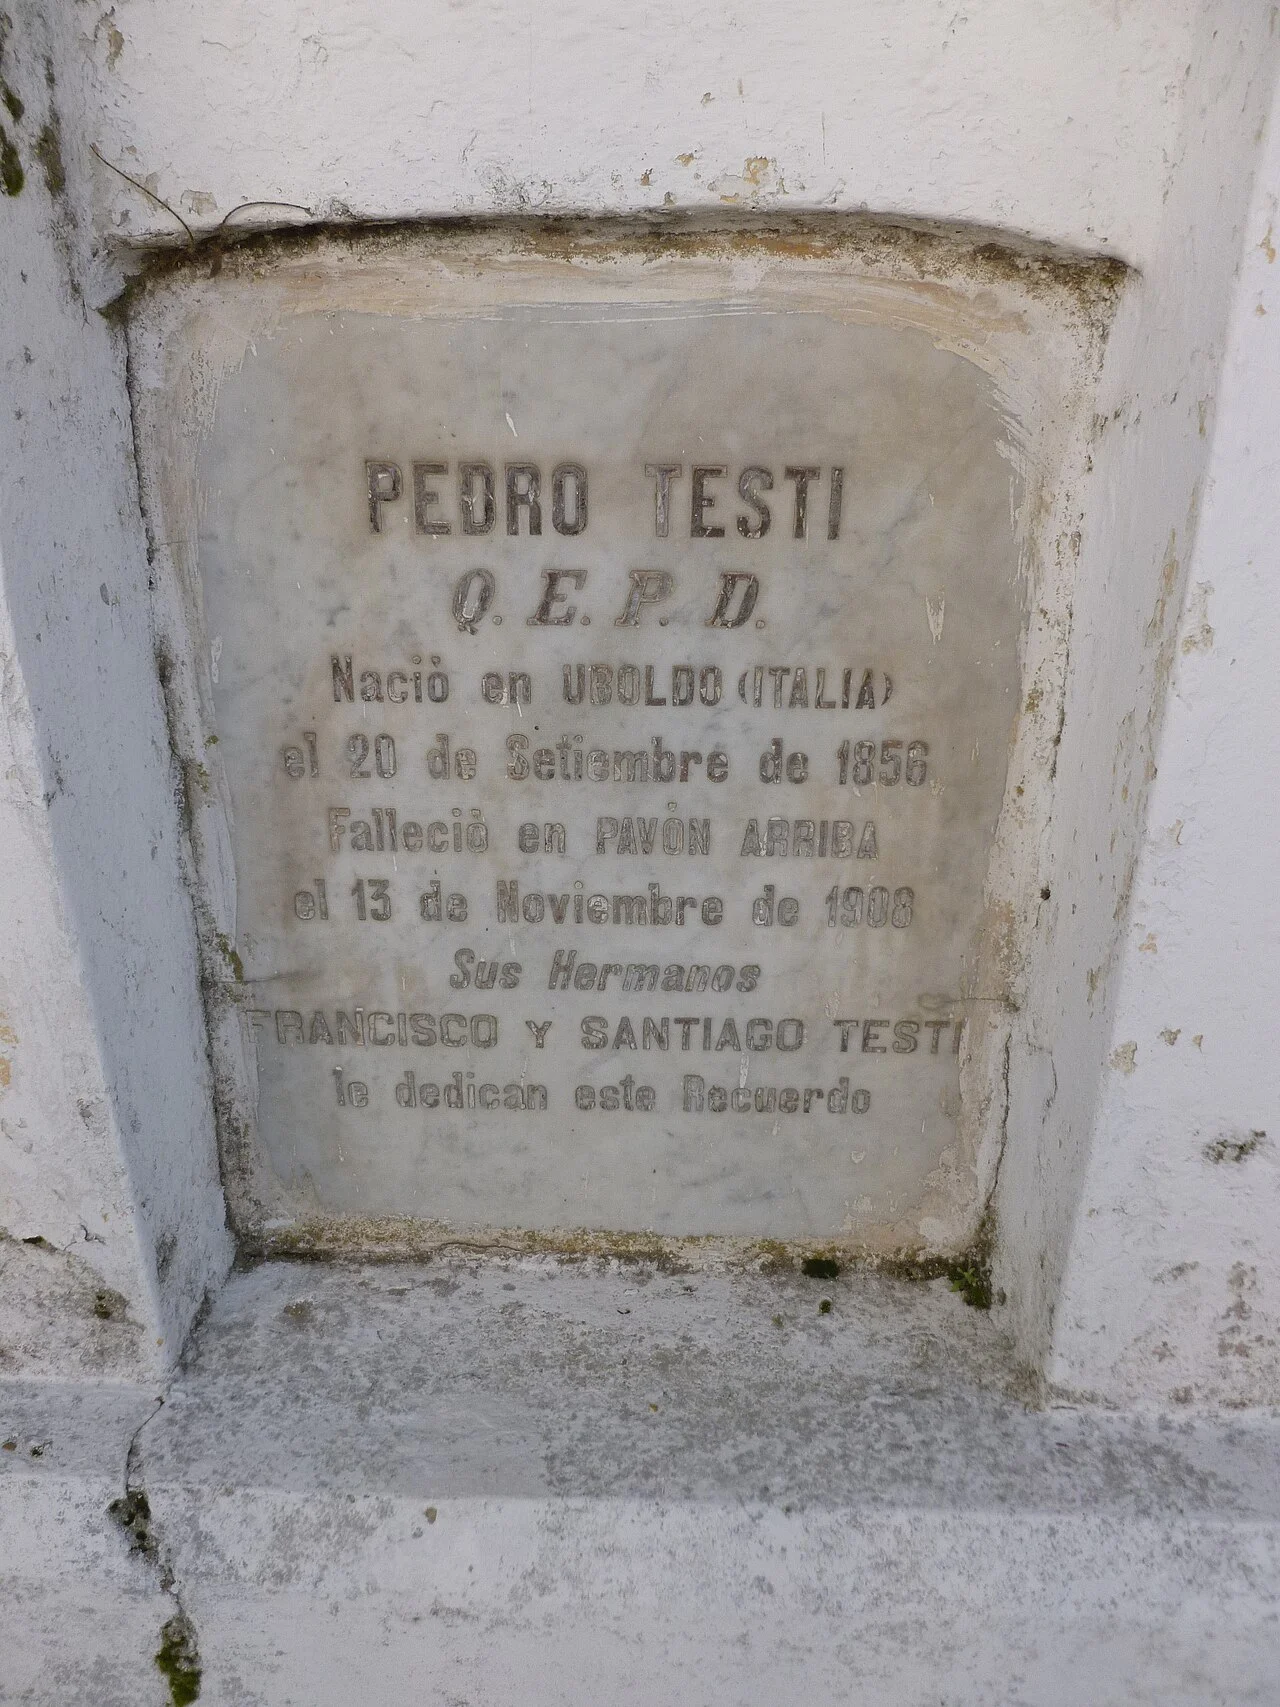 PEDRO TESTI
Q. E. P. D.
Nació en UBOLDO (ITALIA)
el 20 de Setiembre de 1856
Falleció en PAVÓN ARRIBA
el 13 de Noviembre de 1908
Sus Hermanos
FRANCISCO Y SANTIAGO TESTI
le dedican este Recuerdo